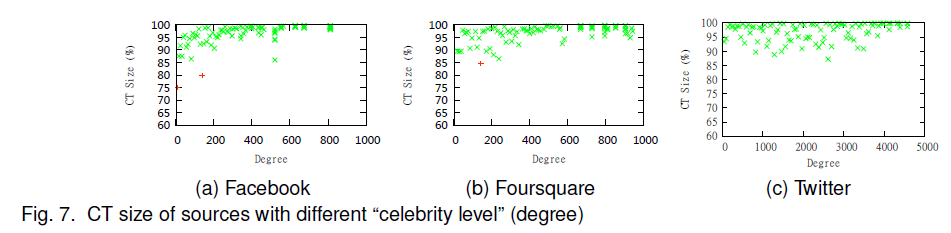 100
95
90
85
80
75
70
65
60
CT Size (%)
0 200 400 600 800 1000
Degree
(a) Facebook
100
95
90
85
80
75
70
65
60
CT Size (%)
0 200 400 600 800 1000
Degree
(b) Foursquare
100
95
90
85
80
75
70
65
60
CT Size (%)
0 1000 2000 3000 4000 5000
Degree
(c) Twitter
Fig. 7. CT size of sources with different “celebrity level” (degree)